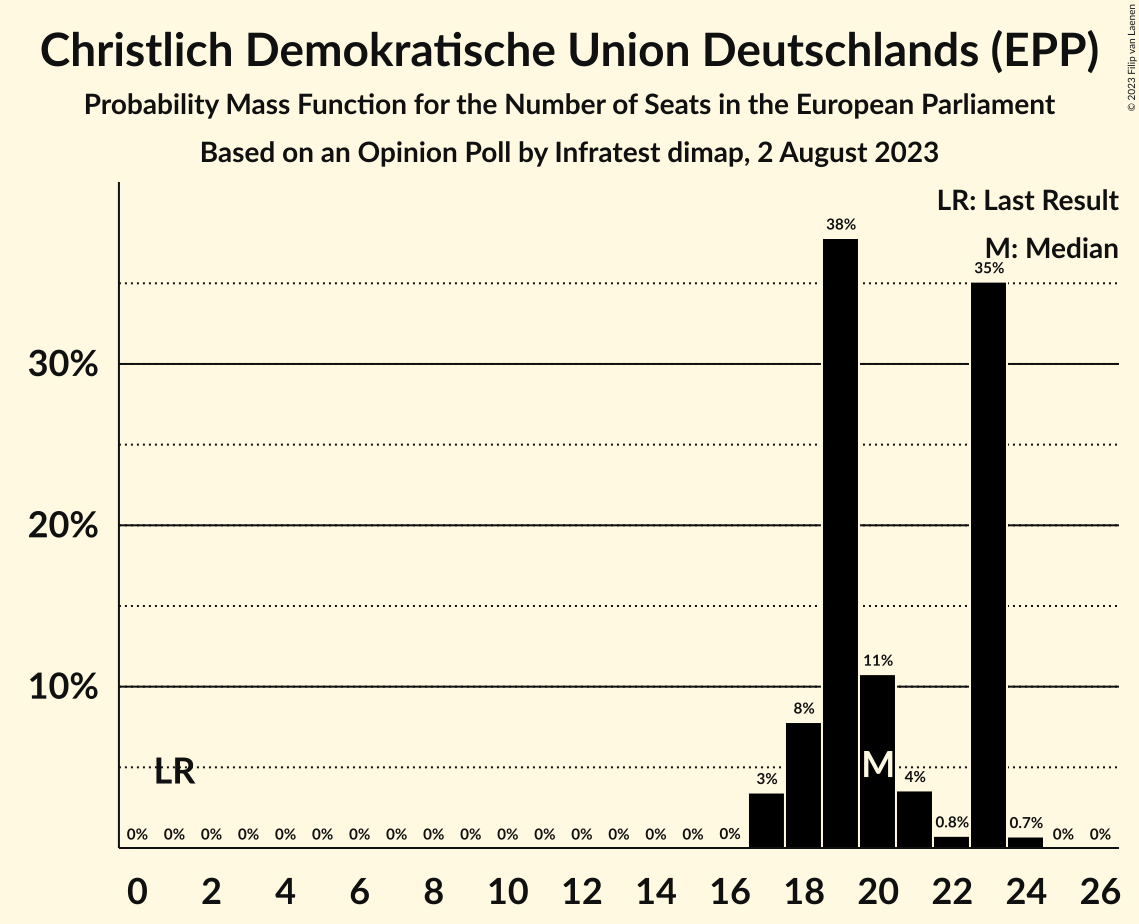 Christlich Demokratische Union Deutschlands (EPP)
Probability Mass Function for the Number of Seats in the European Parliament
Based on an Opinion Poll by Infratest dimap, 2 August 2023
© 2023 Filip van Laenen
LR: Last Result
M: Median
38%
35%
30%
20%
11%
10%
8%
M
LR
3%
4%
0.8%
0.7%
0% 0% 0% 0% 0% 0% 0% 0% 0% 0% 0% 0% 0% 0% 0% 0% 0% 0% 0%
0 2 4 6 8 10 12 14 16 18 20 22 24 26